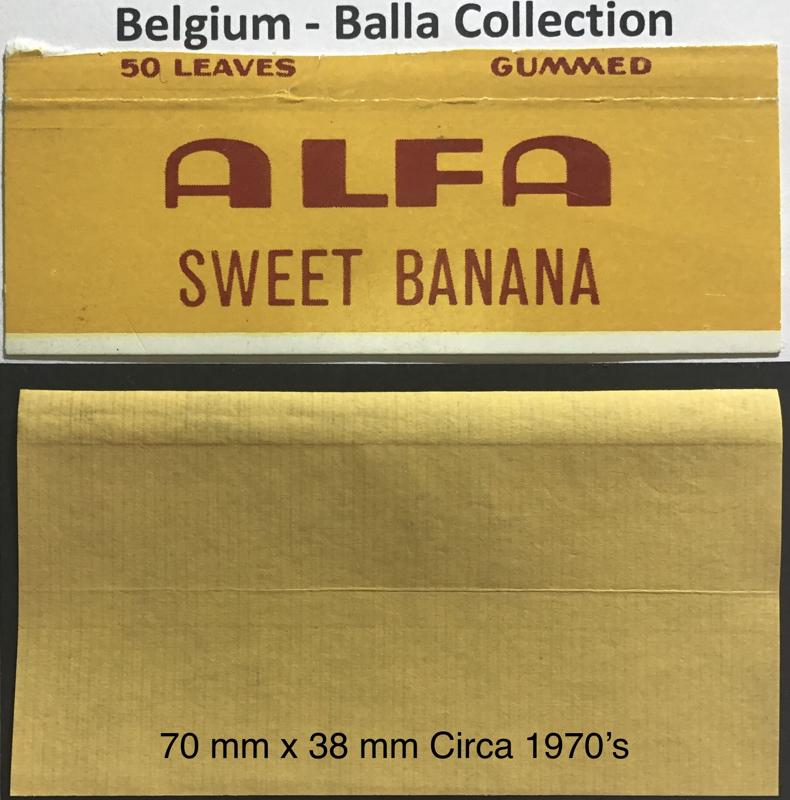 Belgium - Balla Collection
50 LEAVES GUMMED
ALFA
SWEET BANANA
70 mm x 38 mm Circa 1970's